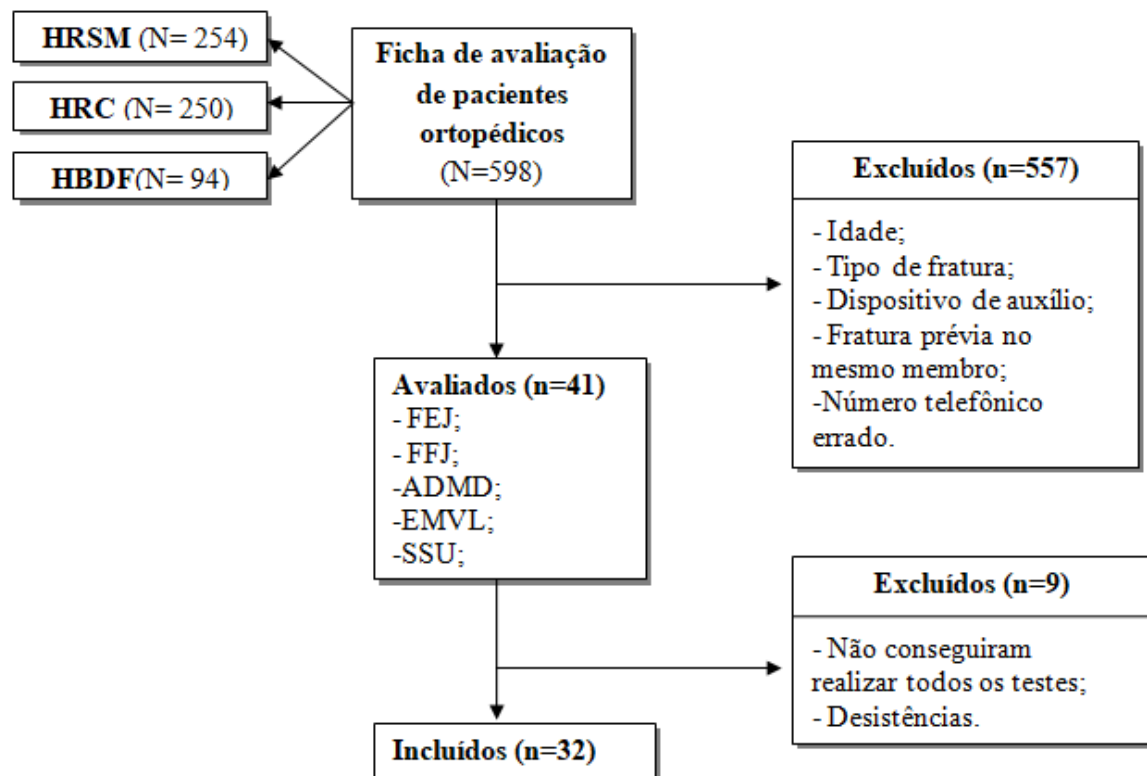 HRSM (N= 254)
HRC (N= 250)
HBDF(N= 94)
Ficha de avaliação
de pacientes
ortopédicos
(N=598)
Excluídos (n=557)
- Idade;
- Tipo de fratura;
- Dispositivo de auxílio;
- Fratura prévia no
mesmo membro;
-Número telefônico
errado.
Avaliados (n=41)
- FEJ;
- FFJ;
-ADMD;
-EMVL;
-SSU;
Excluídos (n=9)
- Não conseguiram
realizar todos os testes;
- Desistências.
Incluídos (n=32)